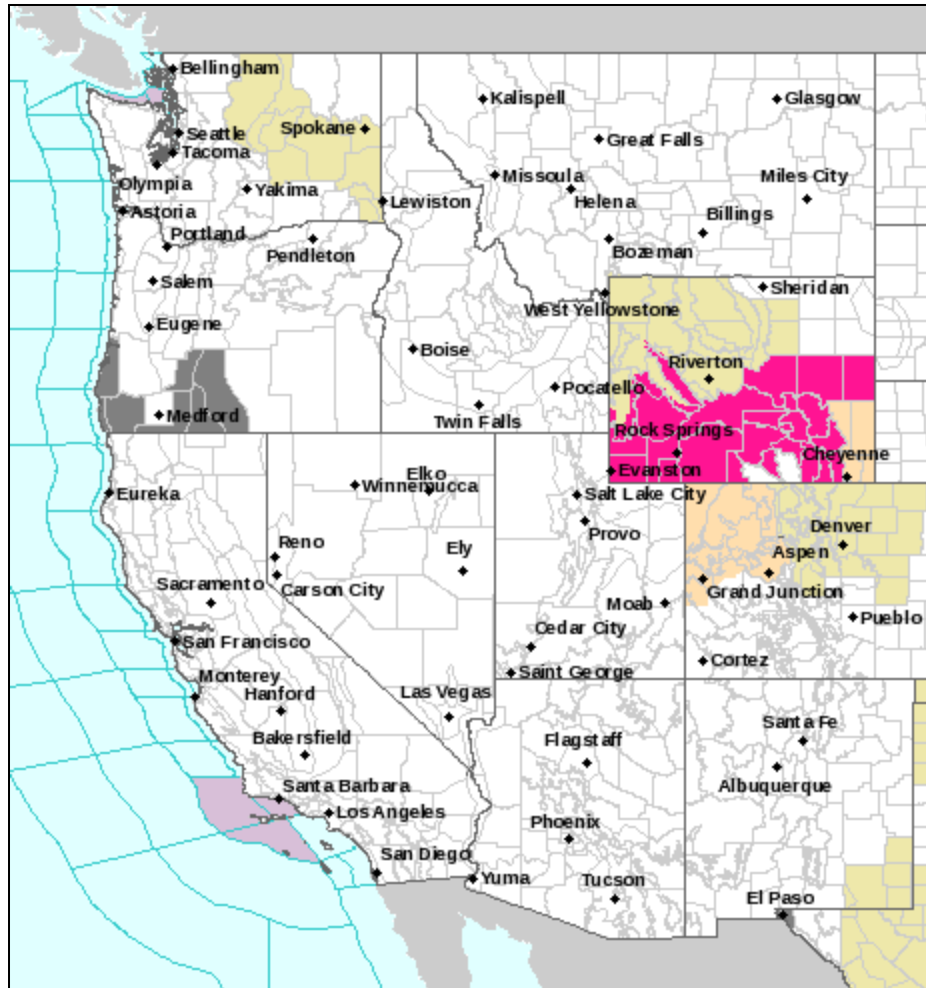 Bellingham
Kalispell
Glasgow
Spokane
Seattle
Great Falls
Tacoma
Missoula
Miles City
Olympia
Yakima
Lewiston
Helena
Astoria
Billings
Portland
Pendleton
Bozeman
Salem
Sheridan
West Yellowstone
Eugene
Boise
Riverton
Pocatello
Medford
Twin Falls
Rock Springs
Cheyenne
Evanston
Elko
Winnemucca
Eureka
Salt Lake City
Provo
Denver
Reno
Ely
Aspen
Sacramento
Carson City
Grand Junction
Moab
Pueblo
Cedar City
San Francisco
Cortez
Saint George
Monterey
Hanford
Las Vegas
Santa Fe
Bakersfield
Flagstaff
Santa Barbara
Albuquerque
Los Angeles
Phoenix
San Diego
Yuma
Tucson
El Paso